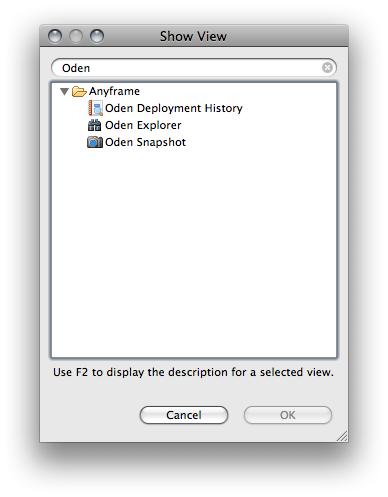 Show View
Oden
Anyframe
Oden Deployment History
Oden Explorer
Oden Snapshot
Use F2 to display the description for a selected view.
Cancel
OK